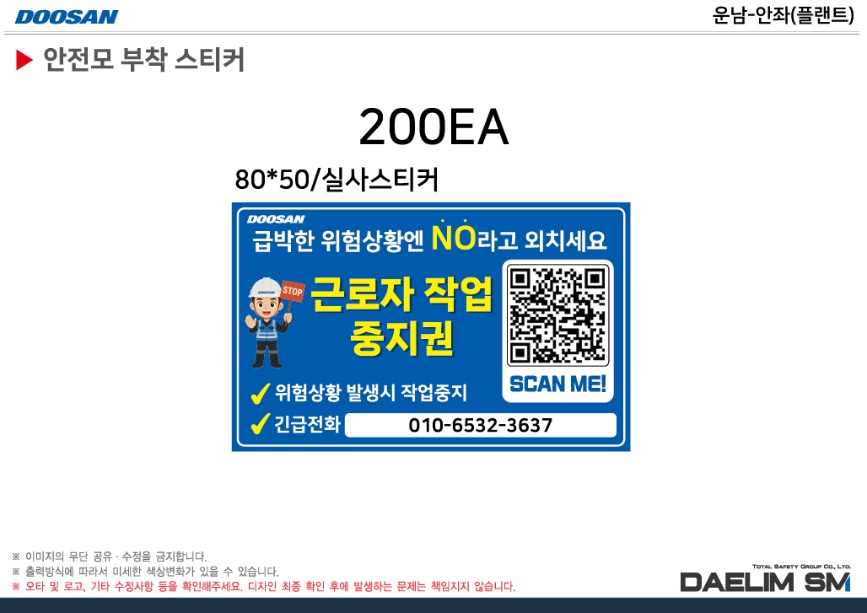 DOOSAN
운남-안좌(플랜트)
▶ 안전모 부착 스티커
200EA
80*50/실사스티커
DOOSAN
급박한 위험상황엔 NO라고 외치세요
STOP
근로자 작업
중지권
SCAN ME!
✓ 위험상황 발생시 작업중지
✓ 긴급전화 010-6532-3637
※ 이미지의 무단 공유 · 수정을 금지합니다.
※ 출력방식에 따라서 미세한 색상변화가 있을 수 있습니다.
※ 오타 및 로고, 기타 수정사항 등을 확인해주세요. 디자인 최종 확인 후에 발생하는 문제는 책임지지 않습니다.
TOTAL SAFETY GROUP CO., LTD.
DAELIM SM